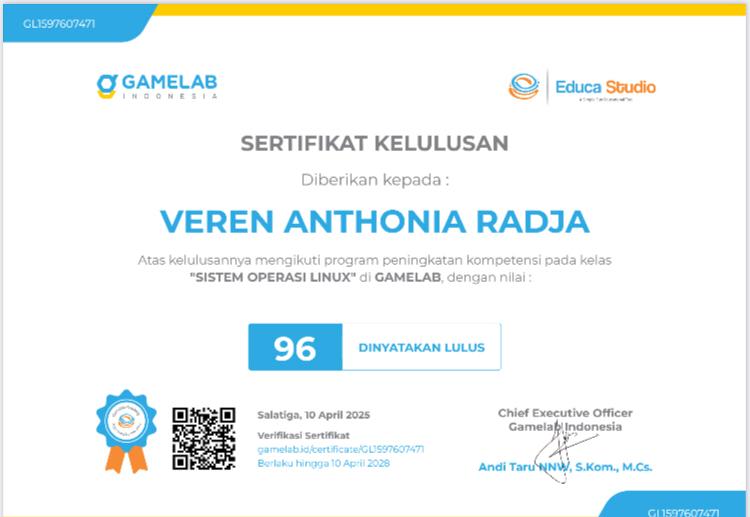 GL1597607471
GAMELAB
INDONESIA
Educa Studio
SERTIFIKAT KELULUSAN
Diberikan kepada :
VEREN ANTHONIA RADJA
Atas kelulusannya mengikuti program peningkatan kompetensi pada kelas
"SISTEM OPERASI LINUX" di GAMELAB, dengan nilai :
96
DINYATAKAN LULUS
Salatiga, 10 April 2025
Verifikasi Sertifikat
gamelab.id/certificate/GL1597607471
Berlaku hingga 10 April 2028
Chief Executive Officer
Gamelab Indonesia
Andi Taru NNW, S.Kom., M.Cs.
GL1597607471